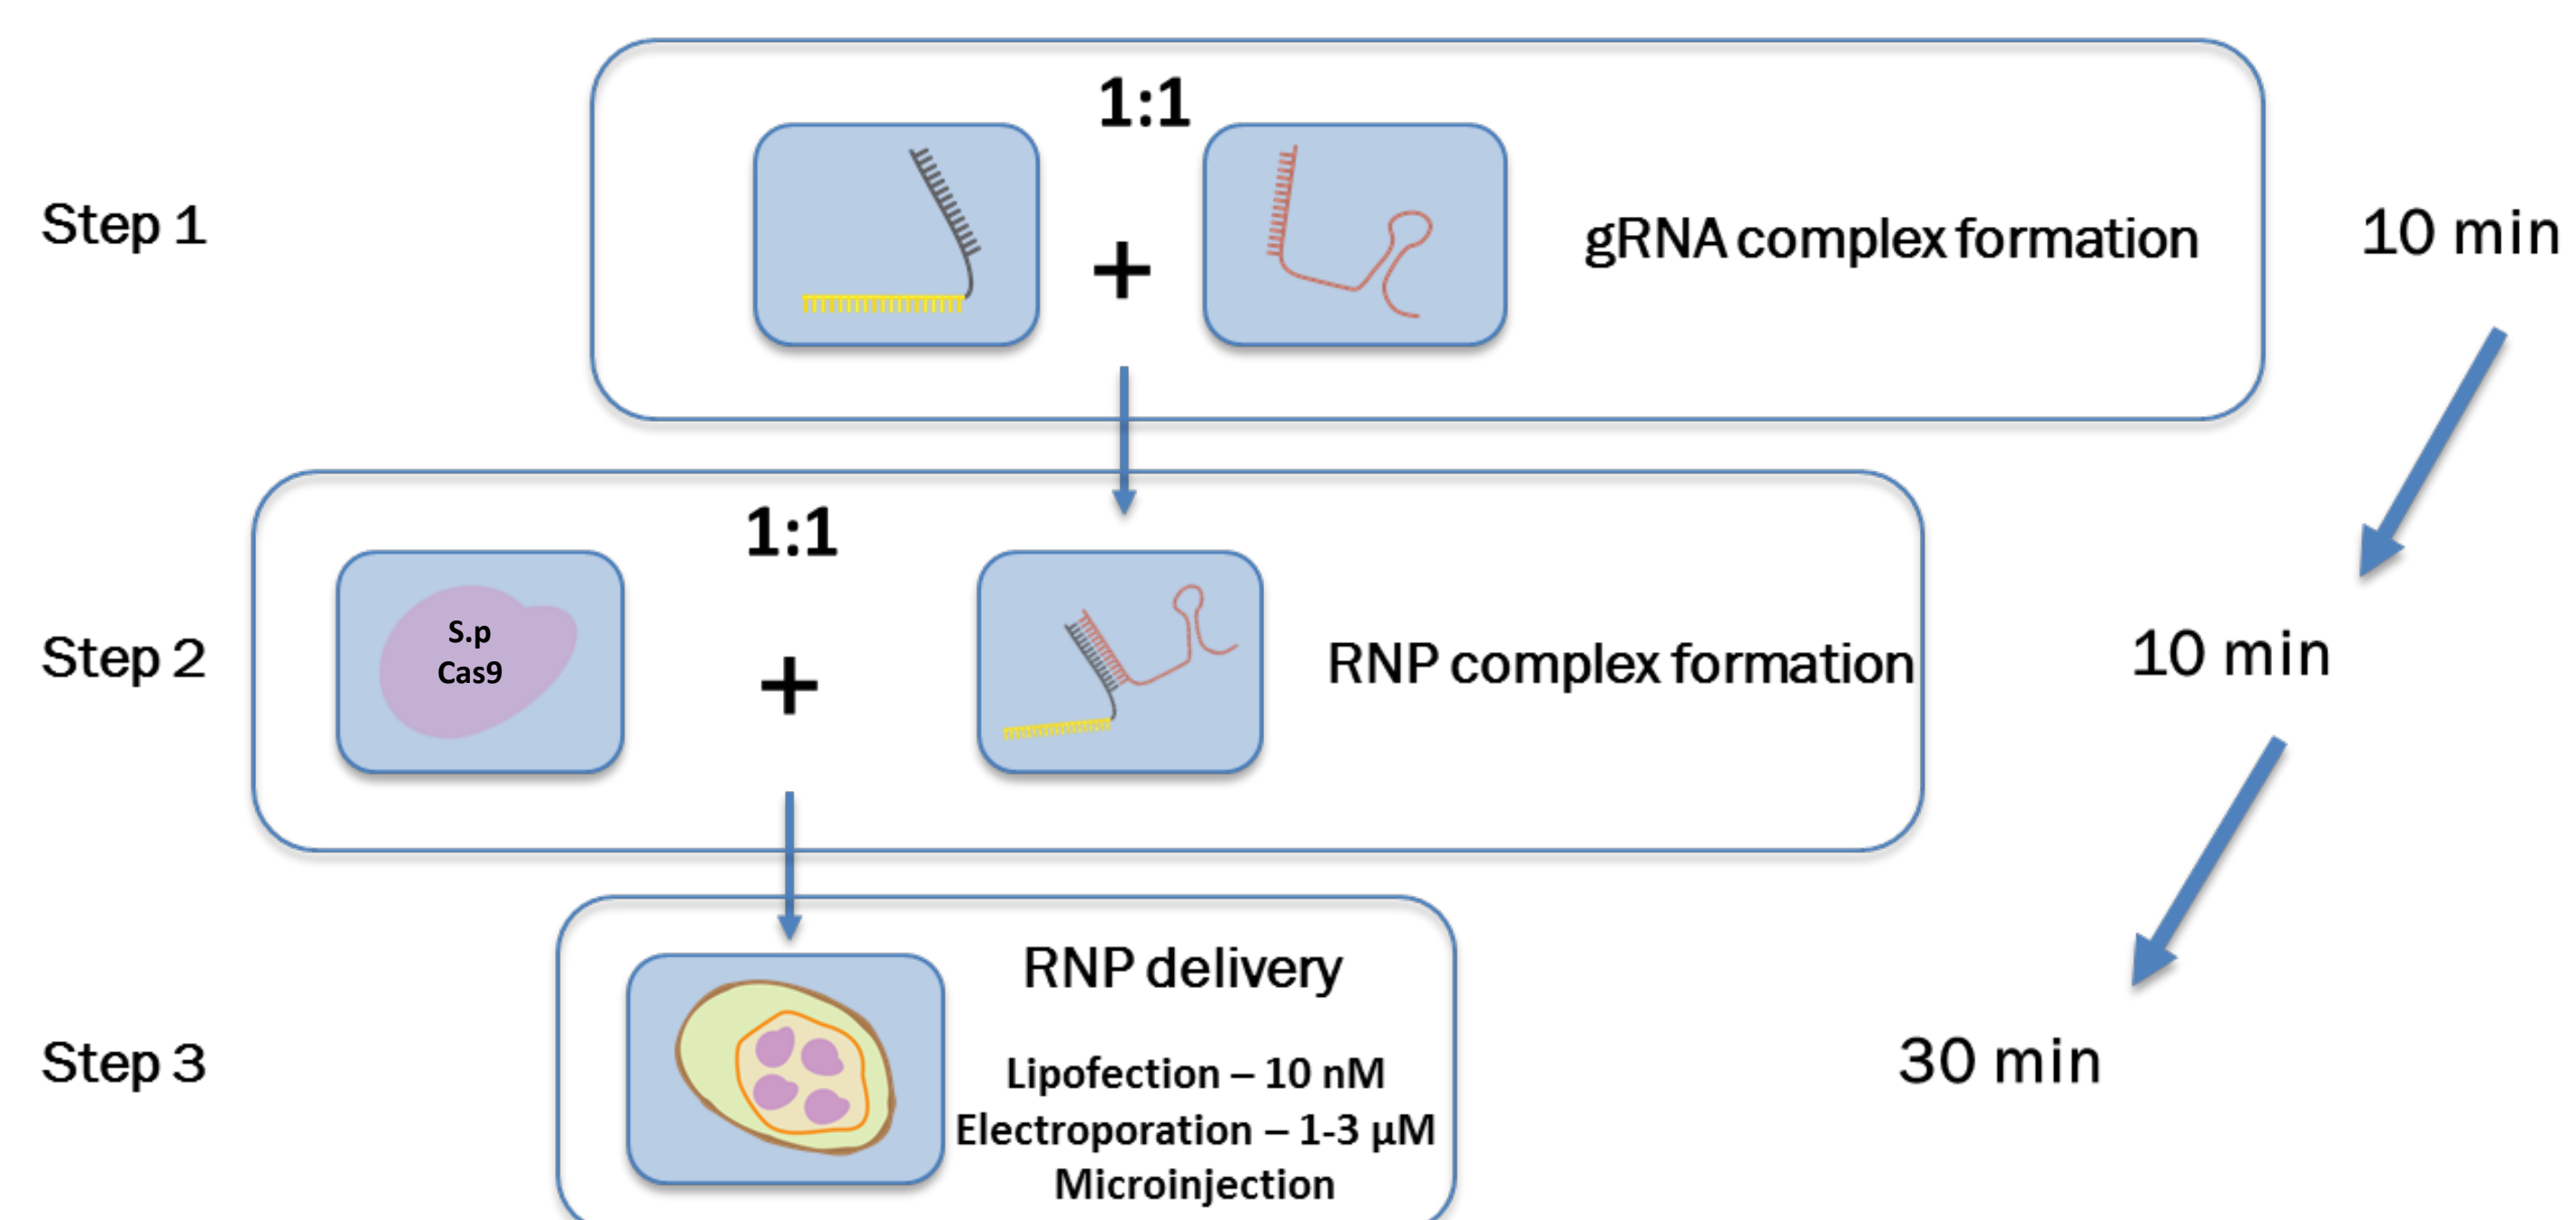 1:1
Step 1
+
gRNA complex formation
10 min
1:1
S.p
Cas9
Step 2
+
RNP complex formation
10 min
RNP delivery
Step 3
Lipofection – 10 nM
Electroporation – 1-3 µM
Microinjection
30 min